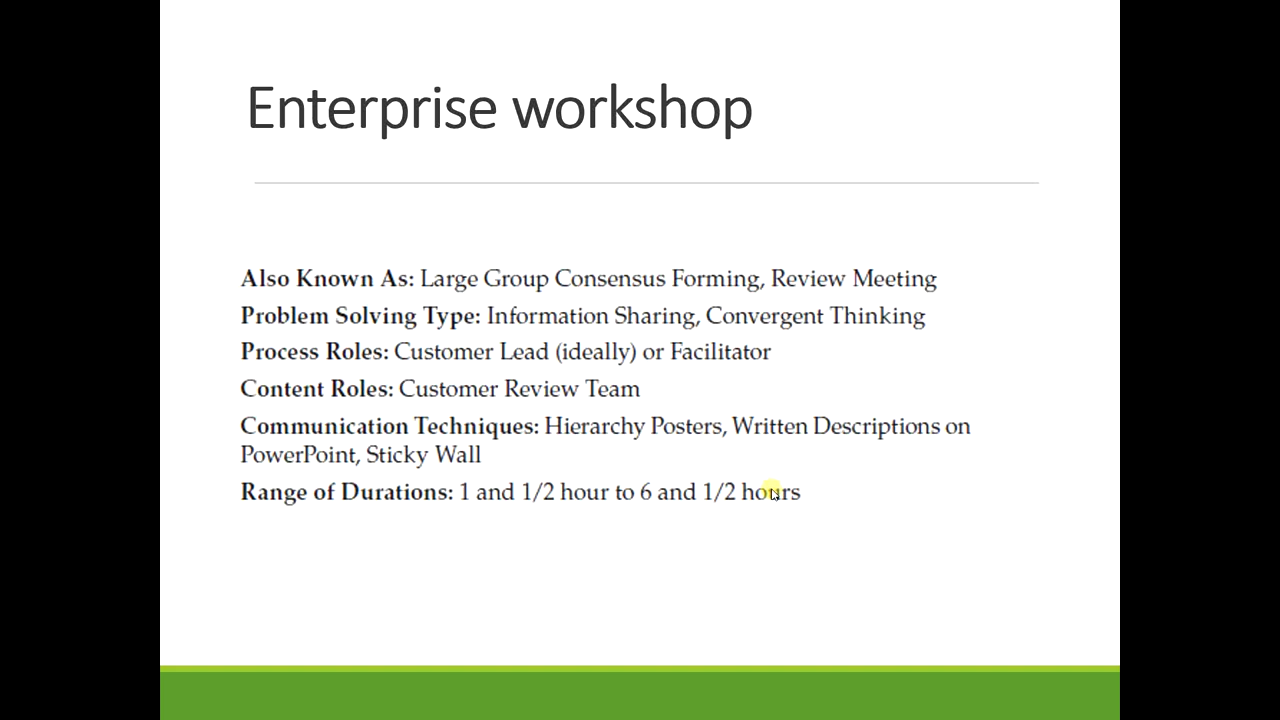 Enterprise workshop
Also Known As: Large Group Consensus Forming, Review Meeting
Problem Solving Type: Information Sharing, Convergent Thinking
Process Roles: Customer Lead (ideally) or Facilitator
Content Roles: Customer Review Team
Communication Techniques: Hierarchy Posters, Written Descriptions on
PowerPoint, Sticky Wall
Range of Durations: 1 and 1/2 hour to 6 and 1/2 hours